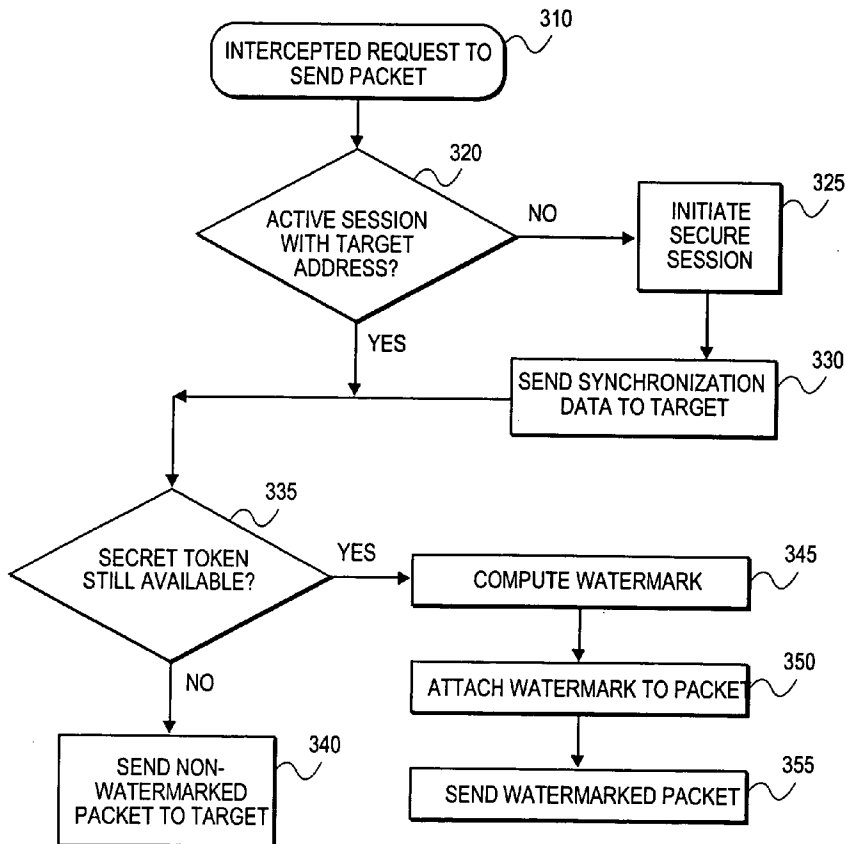 310
INTERCEPTED REQUEST TO
SEND PACKET
320
ACTIVE SESSION
WITH TARGET
ADDRESS?
NO
325
INITIATE
SECURE
SESSION
YES
330
SEND SYNCHRONIZATION
DATA TO TARGET
335
SECRET TOKEN
STILL AVAILABLE?
YES
345
COMPUTE WATERMARK
NO
350
ATTACH WATERMARK TO PACKET
340
SEND NON-
WATERMARKED
PACKET TO TARGET
355
SEND WATERMARKED PACKET